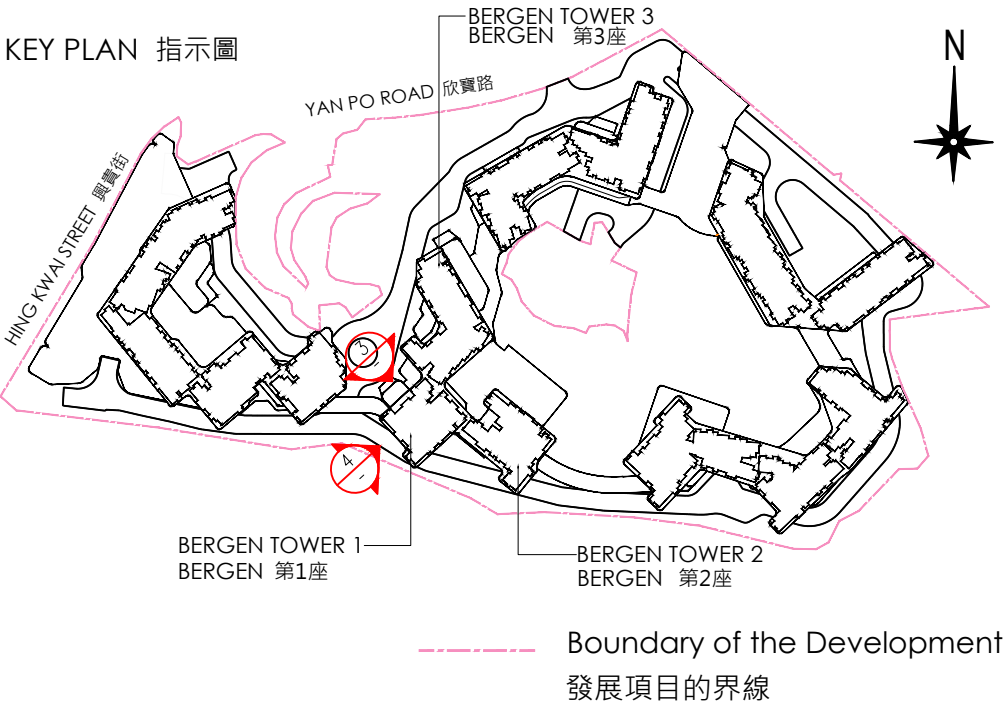 BERGEN TOWER 3
BERGEN 第3座
KEY PLAN 指示圖
N
YAN PO ROAD 欣寶路
HING KWAI STREET 興貴街
3
4
-
BERGEN TOWER 1
BERGEN 第1座
BERGEN TOWER 2
BERGEN 第2座
Boundary of the Development
發展項目的界線